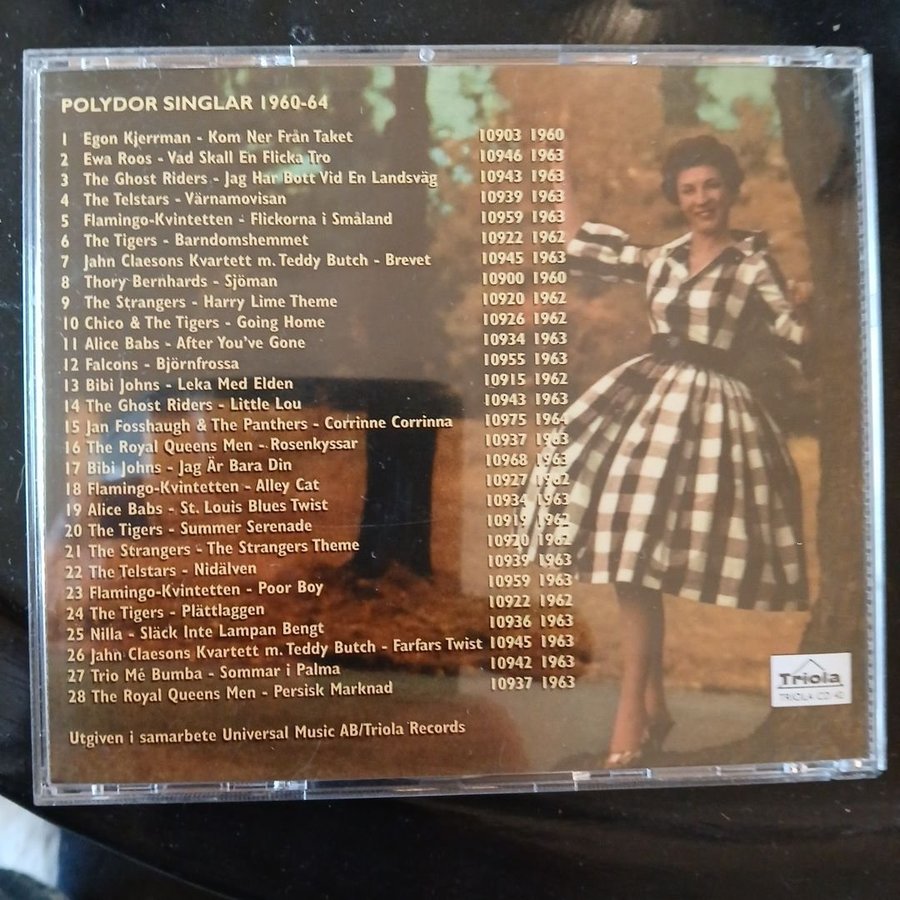 POLYDOR SINGLAR 1960-64
1 Egon Kjerrman - Kom Ner Från Taket 10903 1960
2 Ewa Roos - Vad Skall En Flicka Tro 10946 1963
3 The Ghost Riders - Jag Har Bott Vid En Landsväg 10943 1963
4 The Telstars - Värnamovisan 10939 1963
5 Flamingo-Kvintetten - Flickorna i Småland 10959 1963
6 The Tigers - Barndomshemmet 10922 1962
7 Jahn Claesons Kvartett m. Teddy Butch - Brevet 10945 1963
8 Thory Bernhards - Sjöman 10900 1960
9 The Strangers - Harry Lime Theme 10920 1962
10 Chico & The Tigers - Going Home 10926 1962
11 Alice Babs - After You've Gone 10934 1963
12 Falcons - Björnfrossa 10955 1963
13 Bibi Johns - Leka Med Elden 10915 1962
14 The Ghost Riders - Little Lou 10943 1963
15 Jan Fosshaugh & The Panthers - Corrinne Corrinna 10975 1964
16 The Royal Queens Men - Rosenkyssar 10937 1963
17 Bibi Johns - Jag Är Bara Din 10968 1963
18 Flamingo-Kvintetten - Alley Cat 10927 1962
19 Alice Babs - St. Louis Blues Twist 10934 1963
20 The Tigers - Summer Serenade 10919 1962
21 The Strangers - The Strangers Theme 10920 1962
22 The Telstars - Nidälven 10939 1963
23 Flamingo-Kvintetten - Poor Boy 10959 1963
24 The Tigers - Plättlaggen 10922 1962
25 Nilla - Släck Inte Lampan Bengt 10936 1963
26 Jahn Claesons Kvartett m. Teddy Butch - Farfars Twist 10945 1963
27 Trio Mé Bumba - Sommar i Palma 10942 1963
28 The Royal Queens Men - Persisk Marknad 10937 1963
Utgiven i samarbete Universal Music AB/Triola Records
Triola
TRIOLA CD